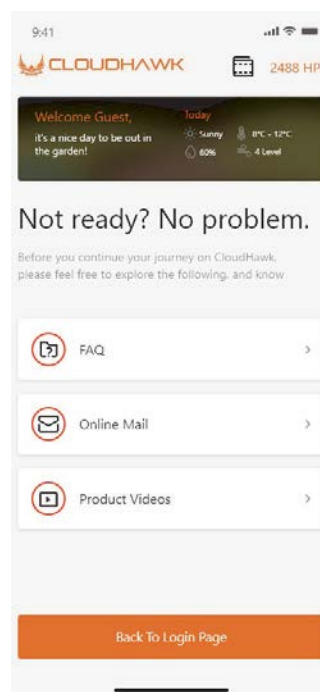 9:41
CLOUDHAWK
2488 HP
Welcome Guest,
it's a nice day to be out in
the garden!
Today
Sunny
8°C - 12°C
60%
4 Level
Not ready? No problem.
Before you continue your journey on CloudHawk,
please feel free to explore the following, and know
FAQ
Online Mail
Product Videos
Back To Login Page